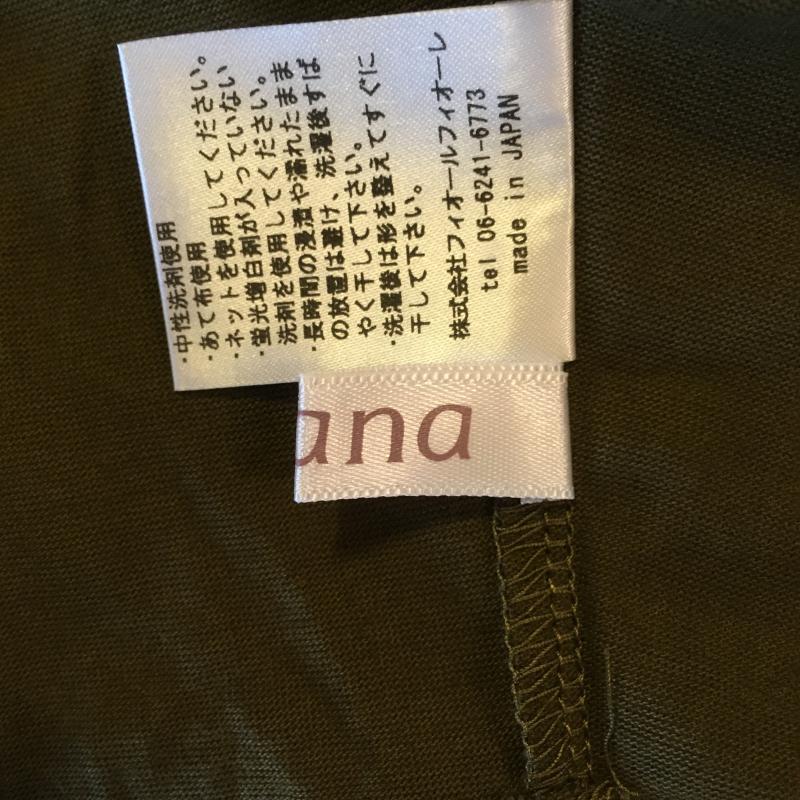 ・中性洗剤使用
・あて布使用
・ネットを使用してください。
・蛍光増白剤が入っていない
洗剤を使用してください。
・長時間の浸漬や濡れたまま
の放置は避け、洗濯後すば
やく干して下さい。
・洗濯後は形を整えてすぐに
干して下さい。
株式会社フィオールフィオーレ
tel 06-6241-6773
made in JAPAN
ana